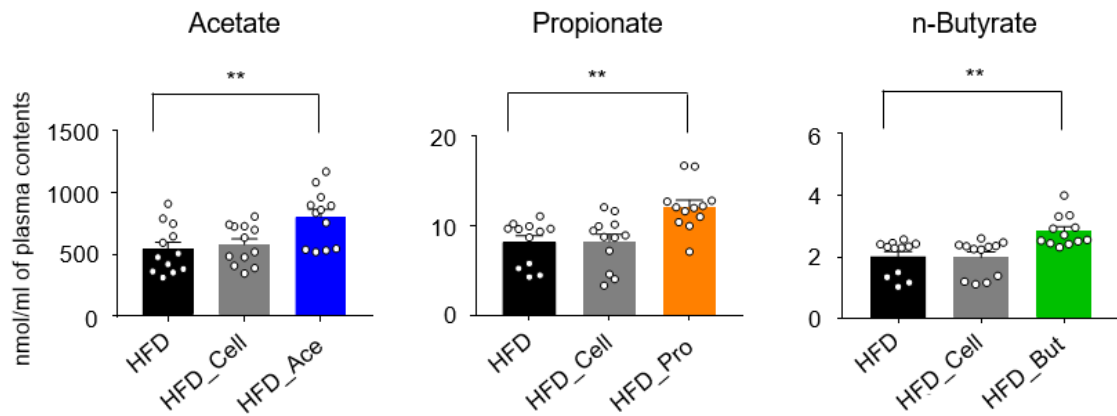 Acetate
Propionate
n-Butyrate
**
**
**
nmol/ml of plasma contents
1500
1000
500
0
HFD
HFD_Cell
HFD_Ace
20
10
0
HFD
HFD_Cell
HFD_Pro
6
4
2
0
HFD
HFD_Cell
HFD_But